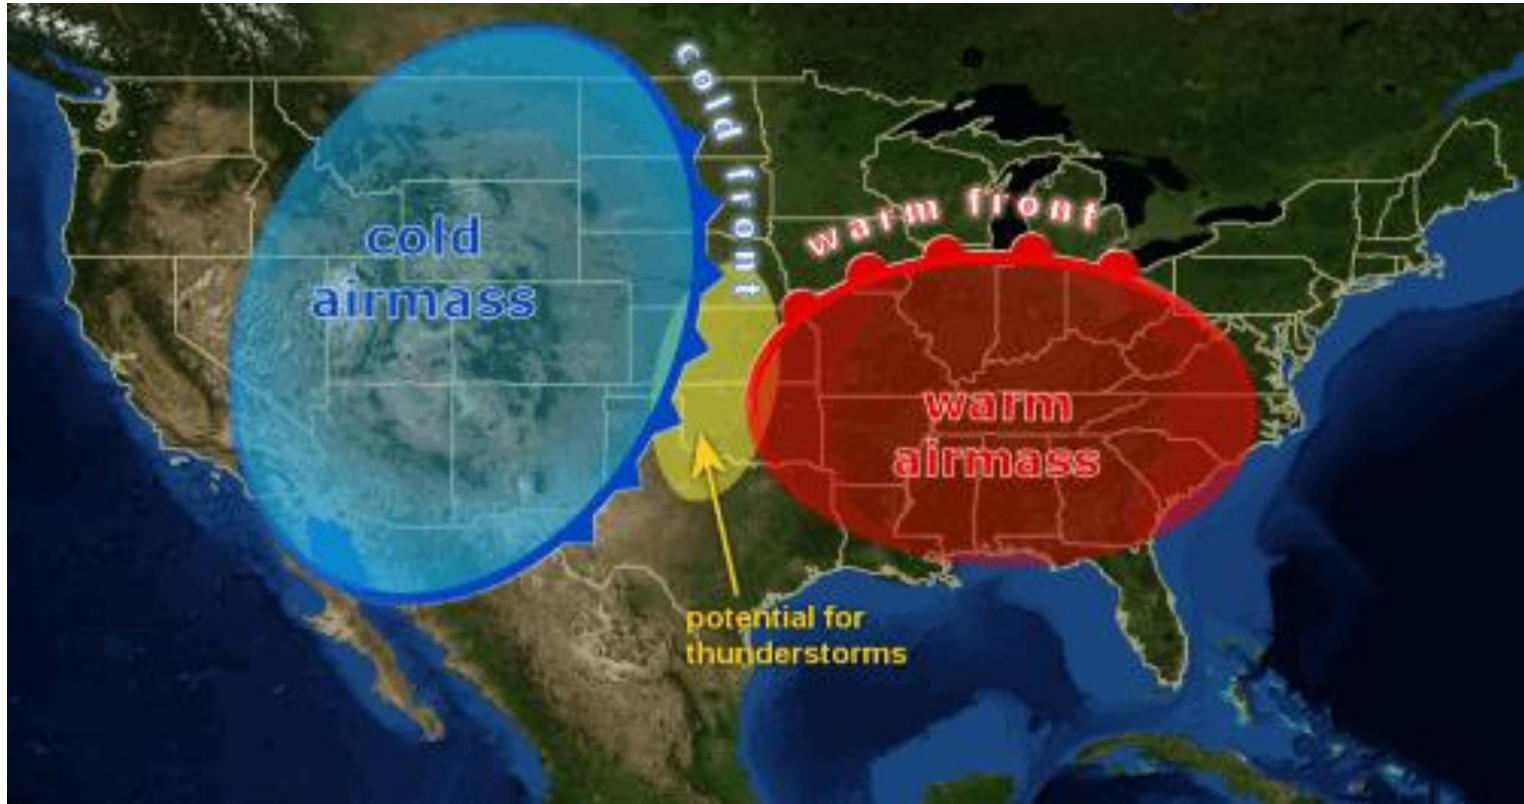 cold front
warm front
cold
airmass
warm
airmass
potential for
thunderstorms